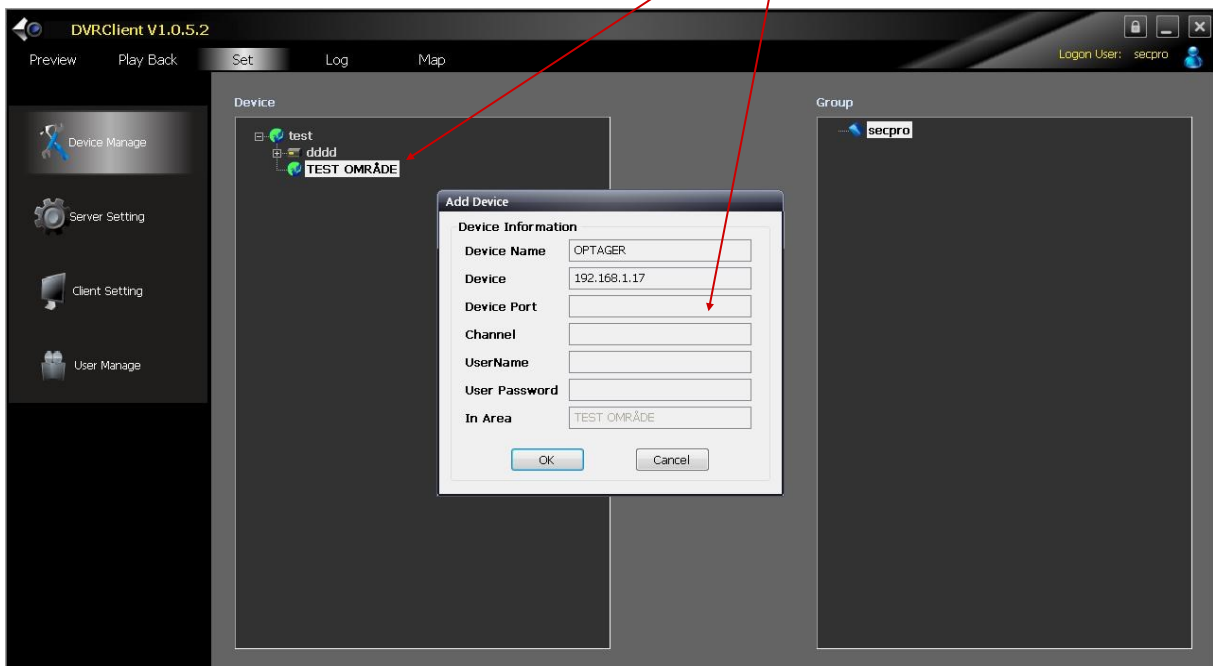 DVRClient V1.0.5.2
Preview Play Back Set Log Map
Logon User: secpro
Device Manage
Server Setting
Client Setting
User Manage
Device
test
dddd
TEST OMRÅDE
Group
secpro
Add Device
Device Information
Device Name OPTAGER
Device 192.168.1.17
Device Port
Channel
UserName
User Password
In Area TEST OMRÅDE
OK Cancel